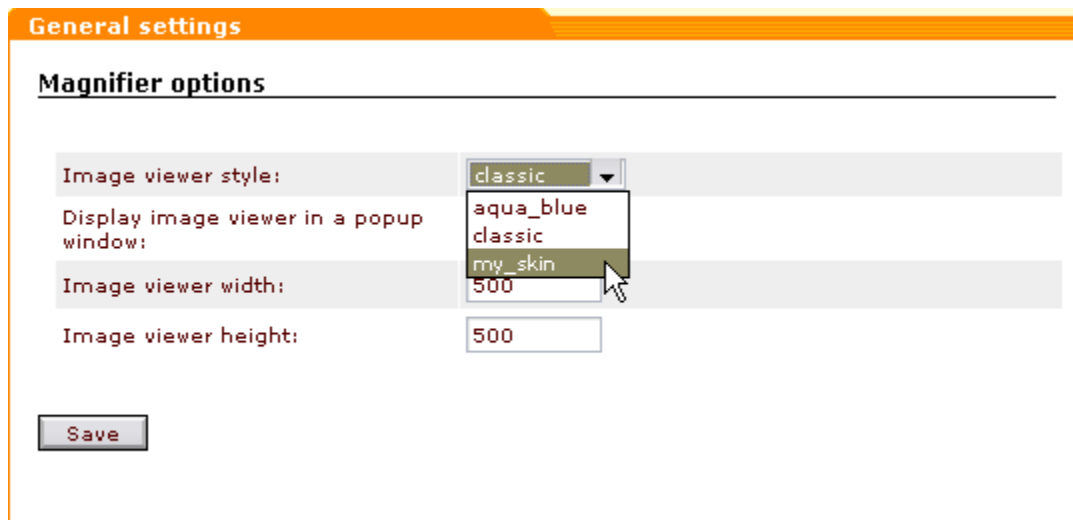 General settings
Magnifier options
Image viewer style:
classic
aqua_blue
classic
my_skin
Display image viewer in a popup
window:
Image viewer width:
500
Image viewer height:
500
Save